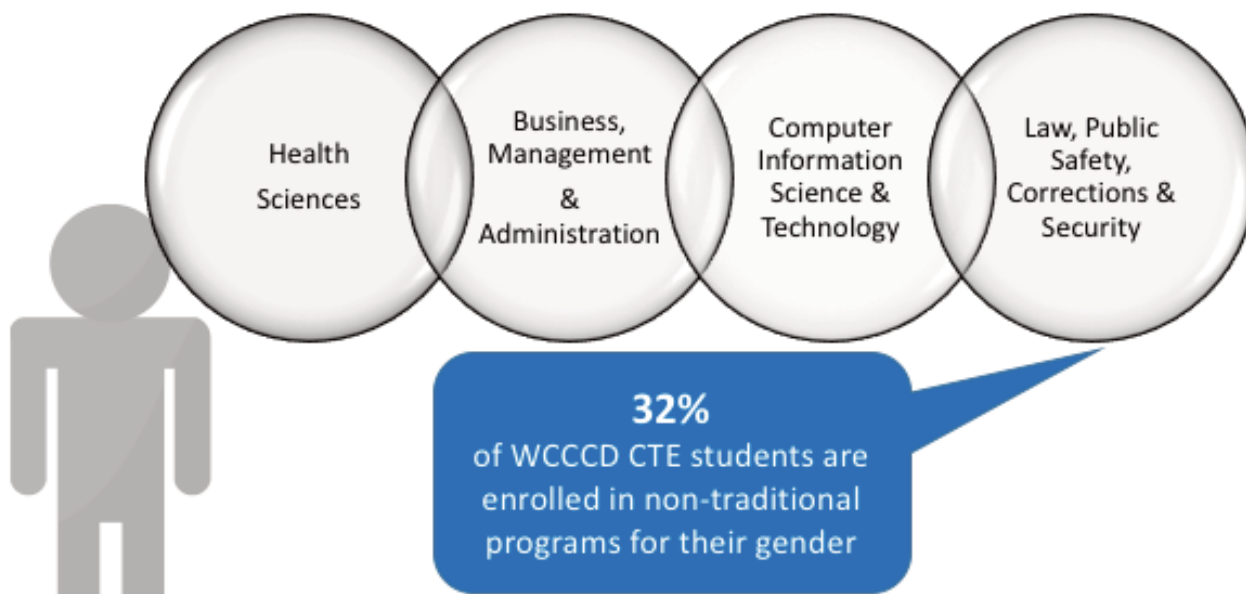 Health
Sciences
Business,
Management
&
Administration
Computer
Information
Science &
Technology
Law, Public
Safety,
Corrections &
Security
32%
of WCCCD CTE students are
enrolled in non-traditional
programs for their gender